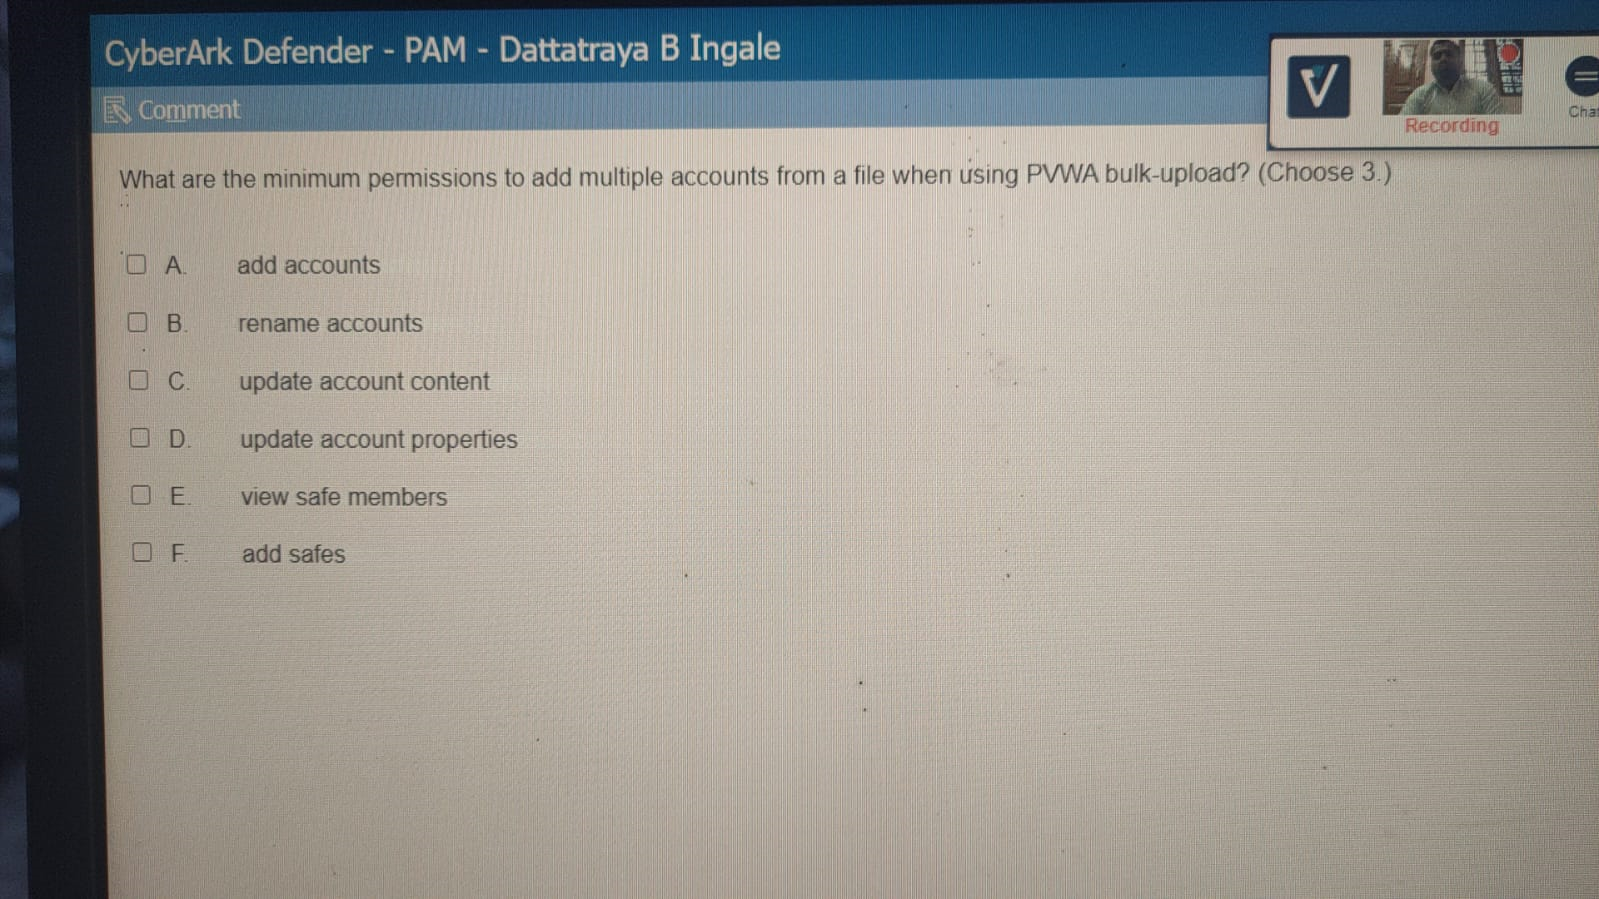 CyberArk Defender - PAM - Dattatraya B Ingale
Comment
Recording
What are the minimum permissions to add multiple accounts from a file when using PVWA bulk-upload? (Choose 3.)
A. add accounts
B. rename accounts
C. update account content
D. update account properties
E. view safe members
F. add safes